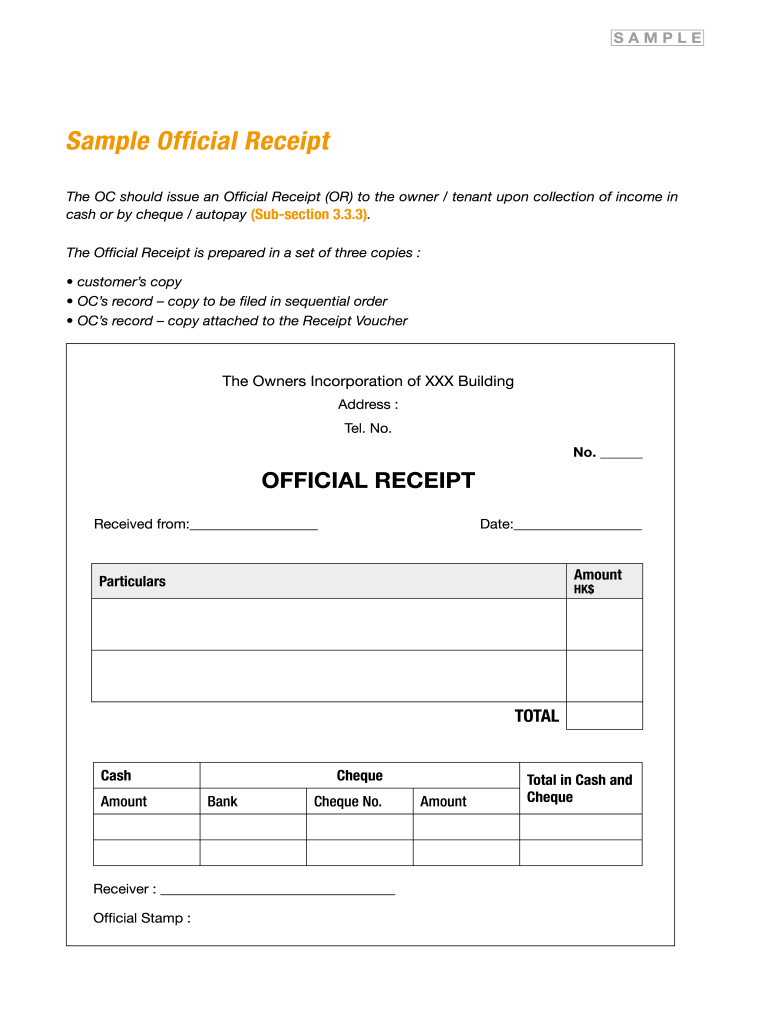 SAMPLE
Sample Official Receipt
The OC should issue an Official Receipt (OR) to the owner / tenant upon collection of income in
cash or by cheque / autopay (Sub-section 3.3.3).
The Official Receipt is prepared in a set of three copies :
• customer’s copy
• OC’s record – copy to be filed in sequential order
• OC’s record – copy attached to the Receipt Voucher
The Owners Incorporation of XXX Building
Address :
Tel. No.
No. ______
OFFICIAL RECEIPT
Received from:__________________ Date:__________________
Particulars Amount
HK$
TOTAL
Cash Cheque Total in Cash and
Amount Bank Cheque No. Amount Cheque
Receiver : _________________________________
Official Stamp :